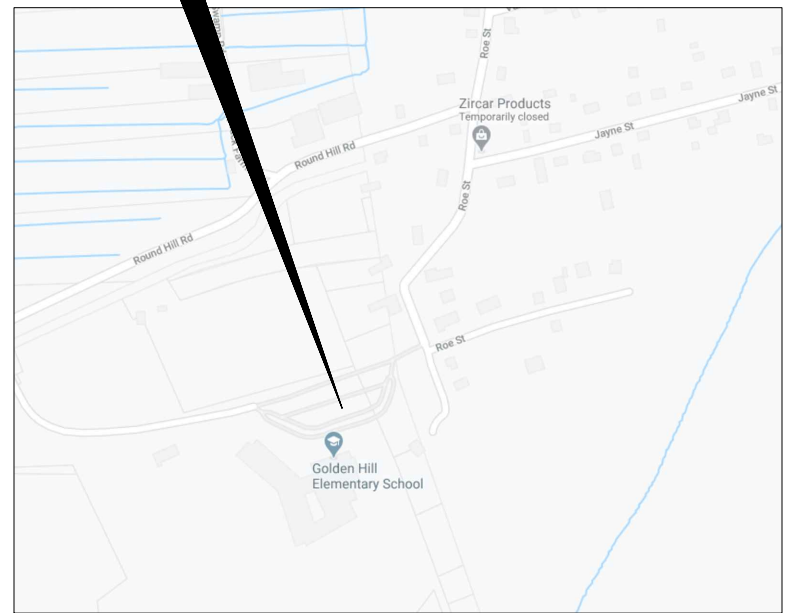 Roe St
Zircar Products
Temporarily closed
Jayne St
Jayne St
Round Hill Rd
Roe St
Round Hill Rd
Roe St
Golden Hill
Elementary School